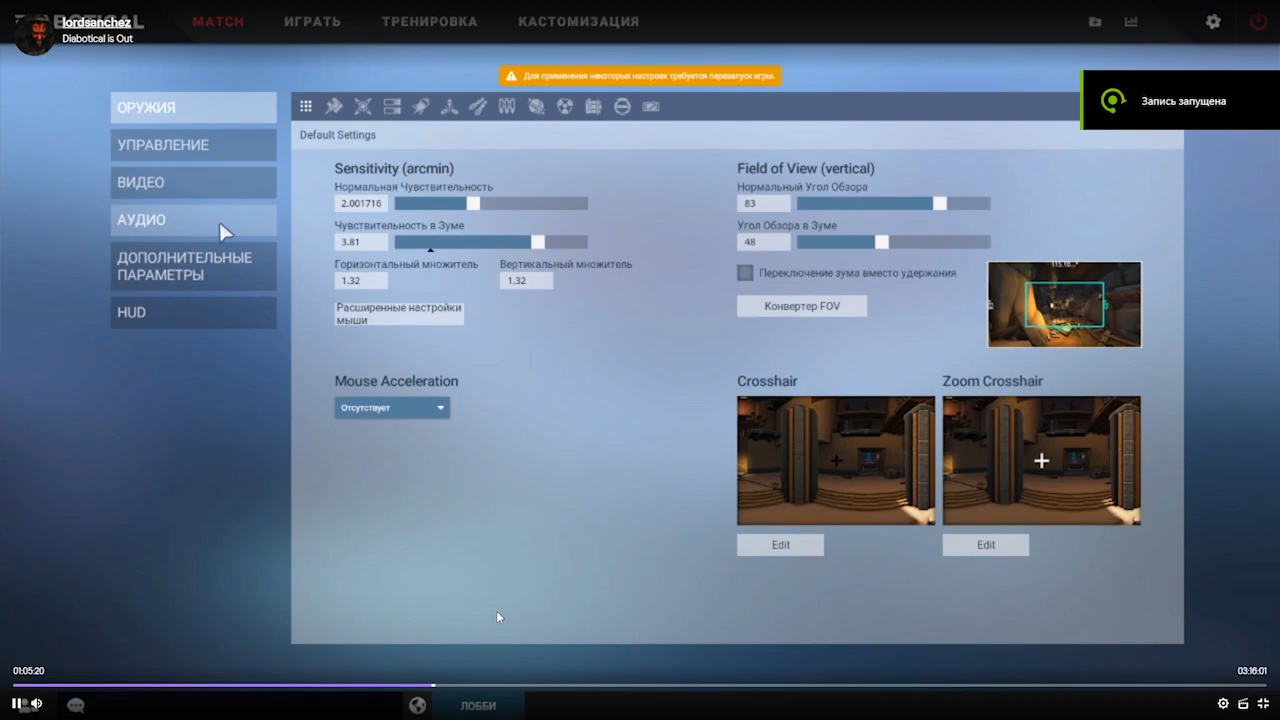 lordsanchez
Diabotical is Out
MATCH
ИГРАТЬ
ТРЕНИРОВКА
КАСТОМИЗАЦИЯ
Для применения некоторых настроек требуется перезапуск игры.
Запись запущена
ОРУЖИЯ
УПРАВЛЕНИЕ
ВИДЕО
АУДИО
ДОПОЛНИТЕЛЬНЫЕ
ПАРАМЕТРЫ
HUD
Default Settings
Sensitivity (arcmin)
Нормальная Чувствительность
2.001716
Чувствительность в Зуме
3.81
Горизонтальный множитель
Вертикальный множитель
1.32
1.32
Расширенные настройки
мыши
Mouse Acceleration
Отсутствует
Field of View (vertical)
Нормальный Угол Обзора
83
Угол Обзора в Зуме
48
Переключение зума вместо удержания
Конвертер FOV
Crosshair
Zoom Crosshair
Edit
Edit
01:05:20
03:16:01
ЛОББИ